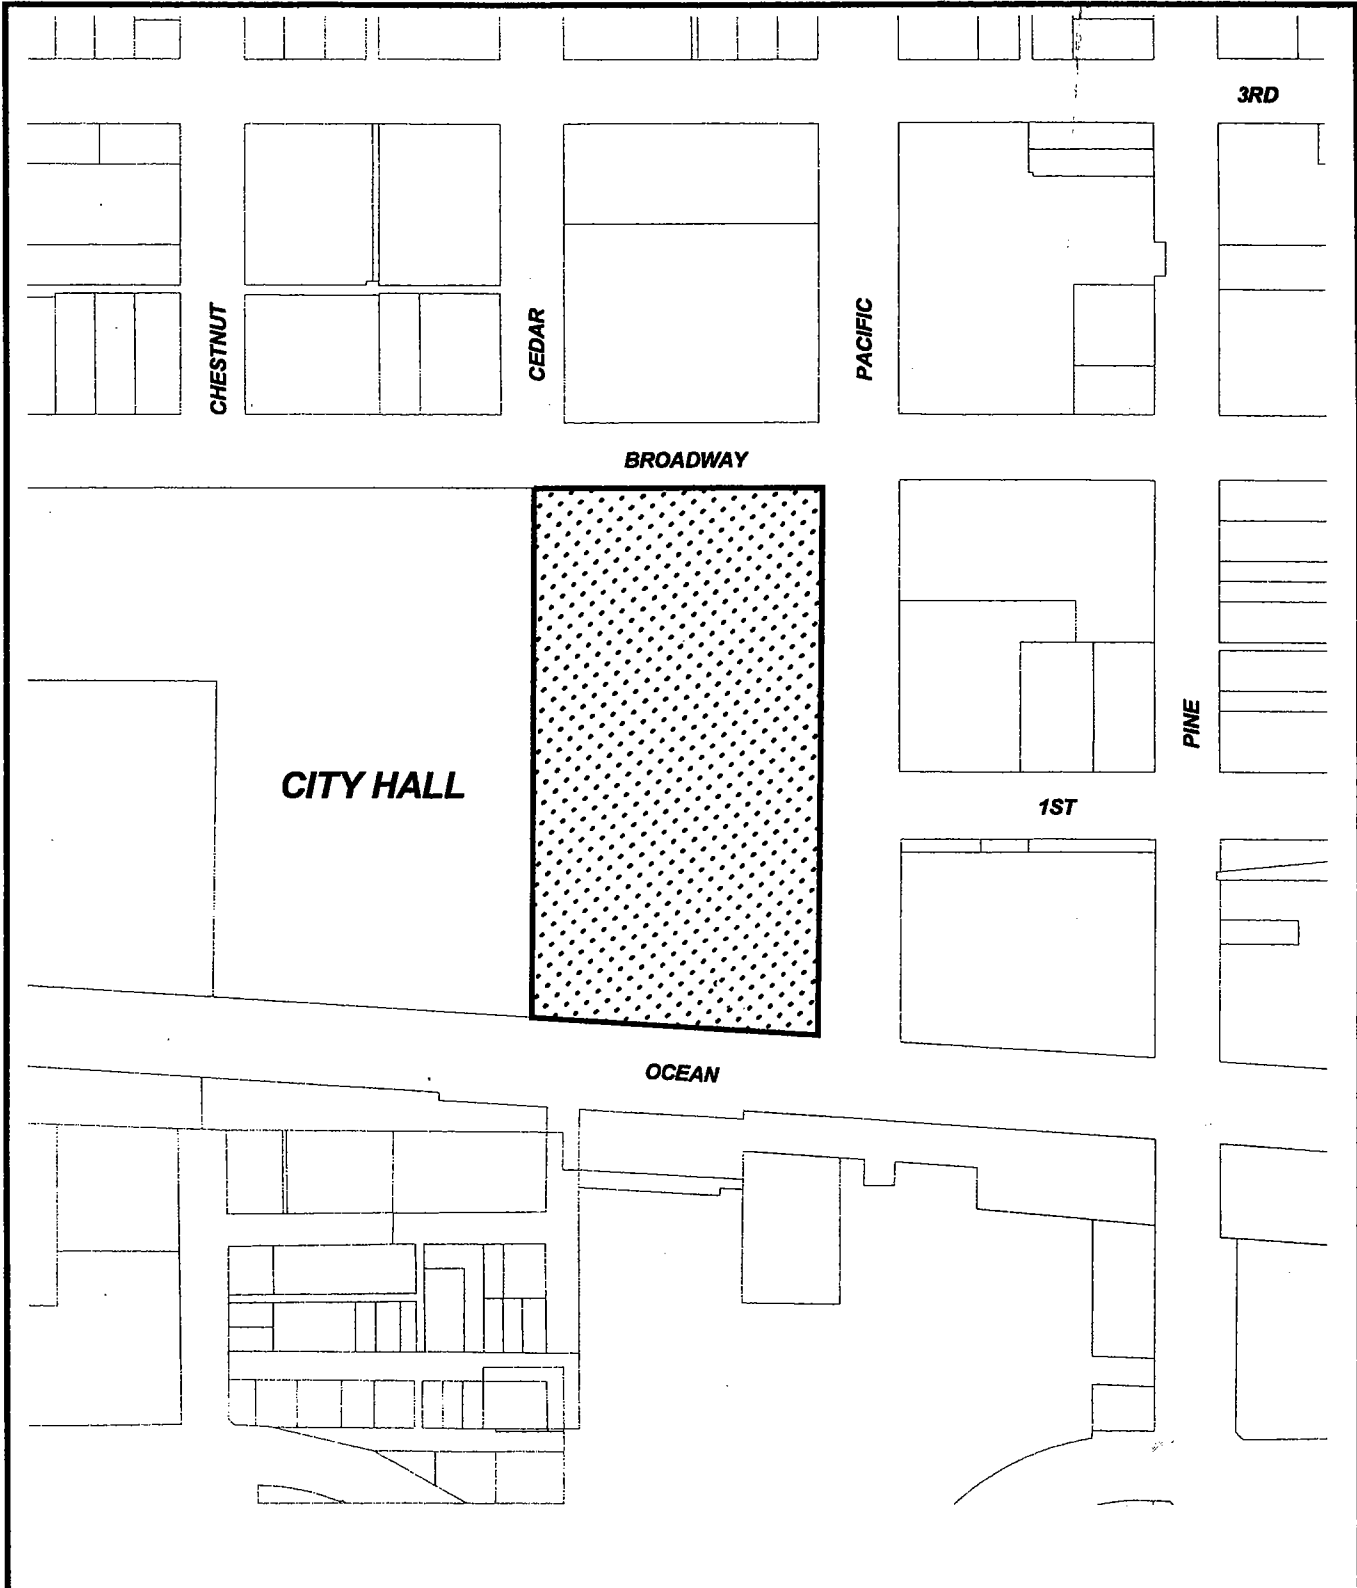 3RD
CHESTNUT
CEDAR
PACIFIC
BROADWAY
PINE
CITY HALL
1ST
OCEAN